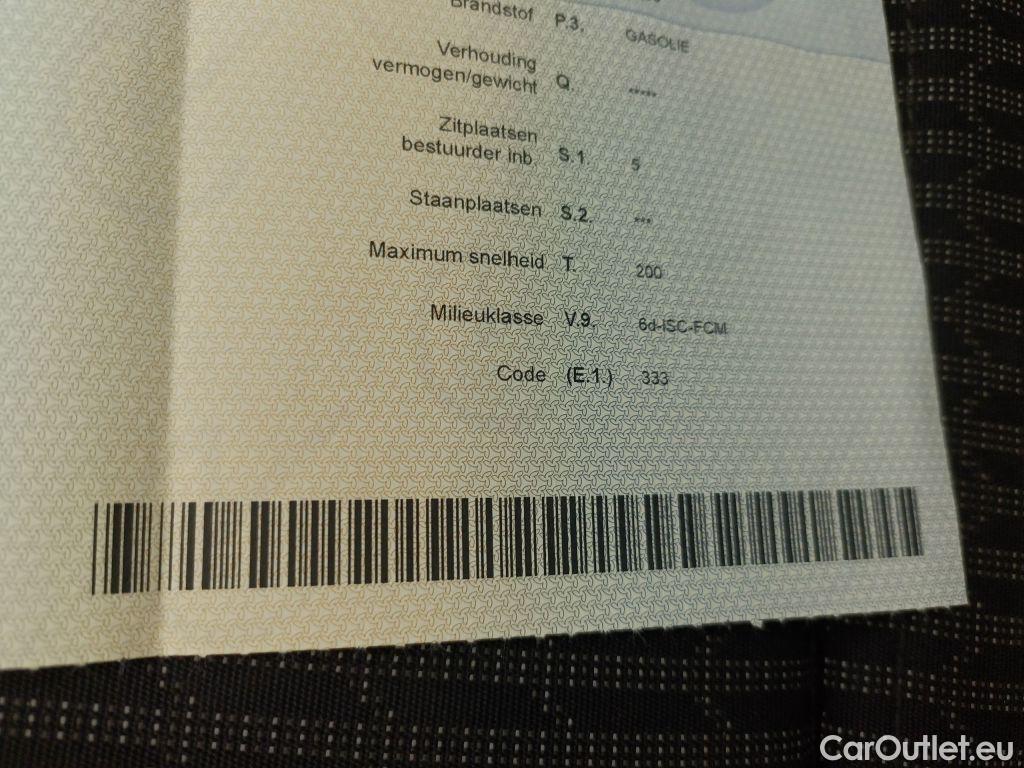 Brandstof P.3. GASOLIE
Verhouding
vermogen/gewicht Q. *****
Zitplaatsen
bestuurder inb. S.1. 5
Staanplaatsen S.2. ***
Maximum snelheid T. 200
Milieuklasse V.9. 6d-ISC-FCM
Code (E.1.) 333
CarOutlet.eu